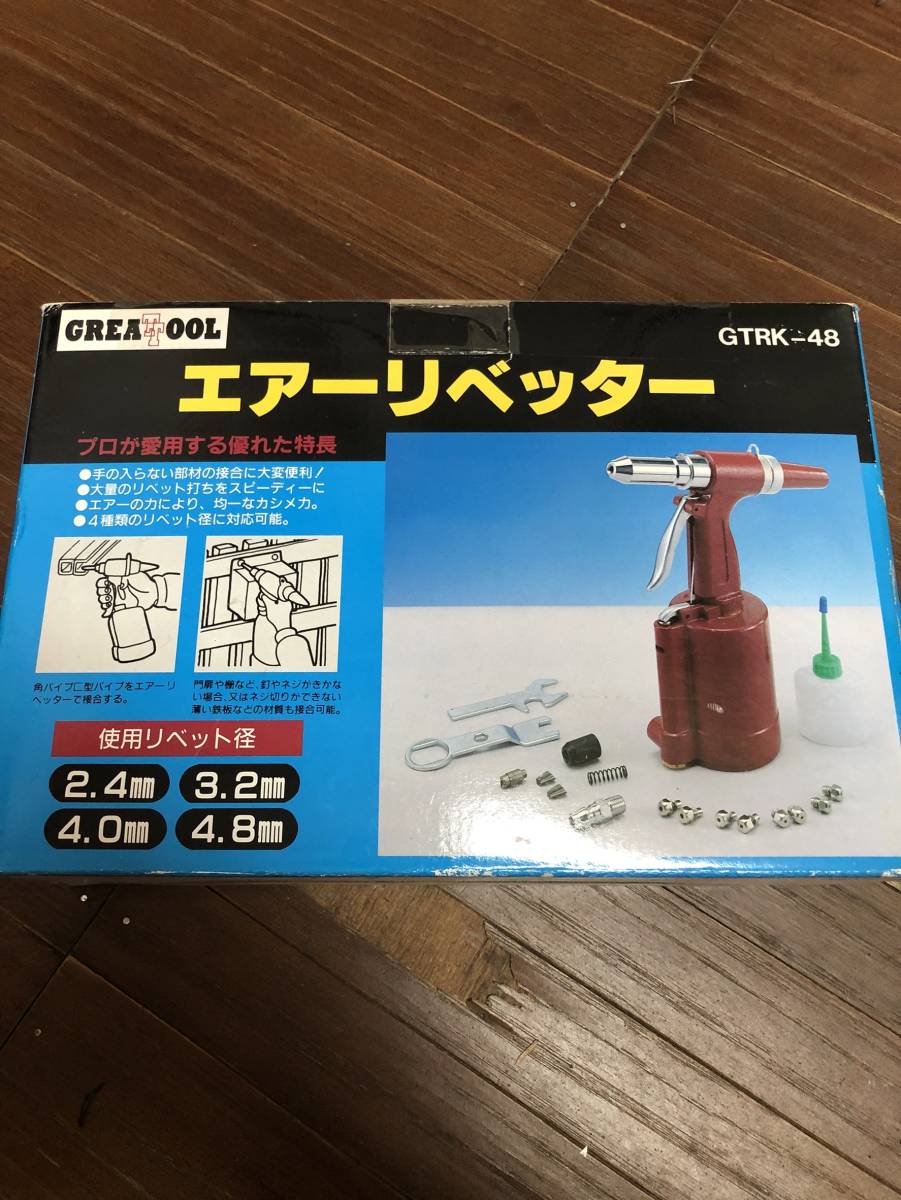 GREATOOL
GTRK-48
エアーリベッター
プロが愛用する優れた特長
●手の入らない部材の接合に大変便利!
●大量のリベット打ちをスピーディーに
●エアーの力により、均一なカシメ力。
●4種類のリベット径に対応可能。
角パイプ匚型パイプをエアーリ
ベッターで接合する。
門扉や柵など、釘やネジがきかな
い場合、又はネジ切りができない
薄い鉄板などの材質も接合可能。
使用リベット径
2.4mm
3.2mm
4.0mm
4.8mm